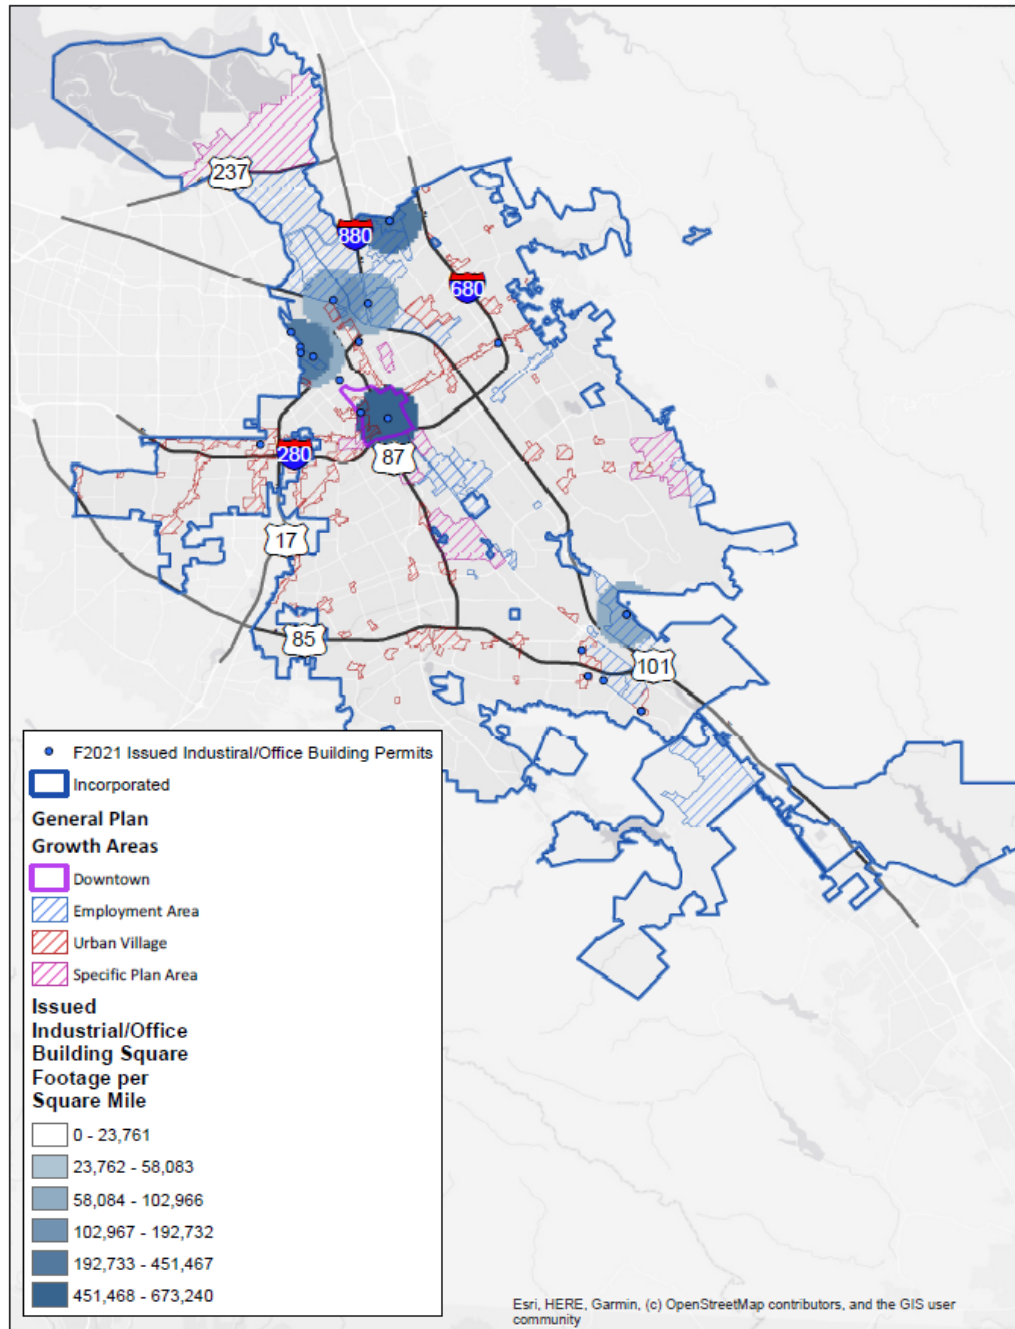 237
880
680
280
87
17
85
101
F2021 Issued Industiral/Office Building Permits
Incorporated
General Plan
Growth Areas
Downtown
Employment Area
Urban Village
Specific Plan Area
Issued
Industrial/Office
Building Square
Footage per
Square Mile
0 - 23,761
23,762 - 58,083
58,084 - 102,966
102,967 - 192,732
192,733 - 451,467
451,468 - 673,240
Esri, HERE, Garmin, (c) OpenStreetMap contributors, and the GIS user
community